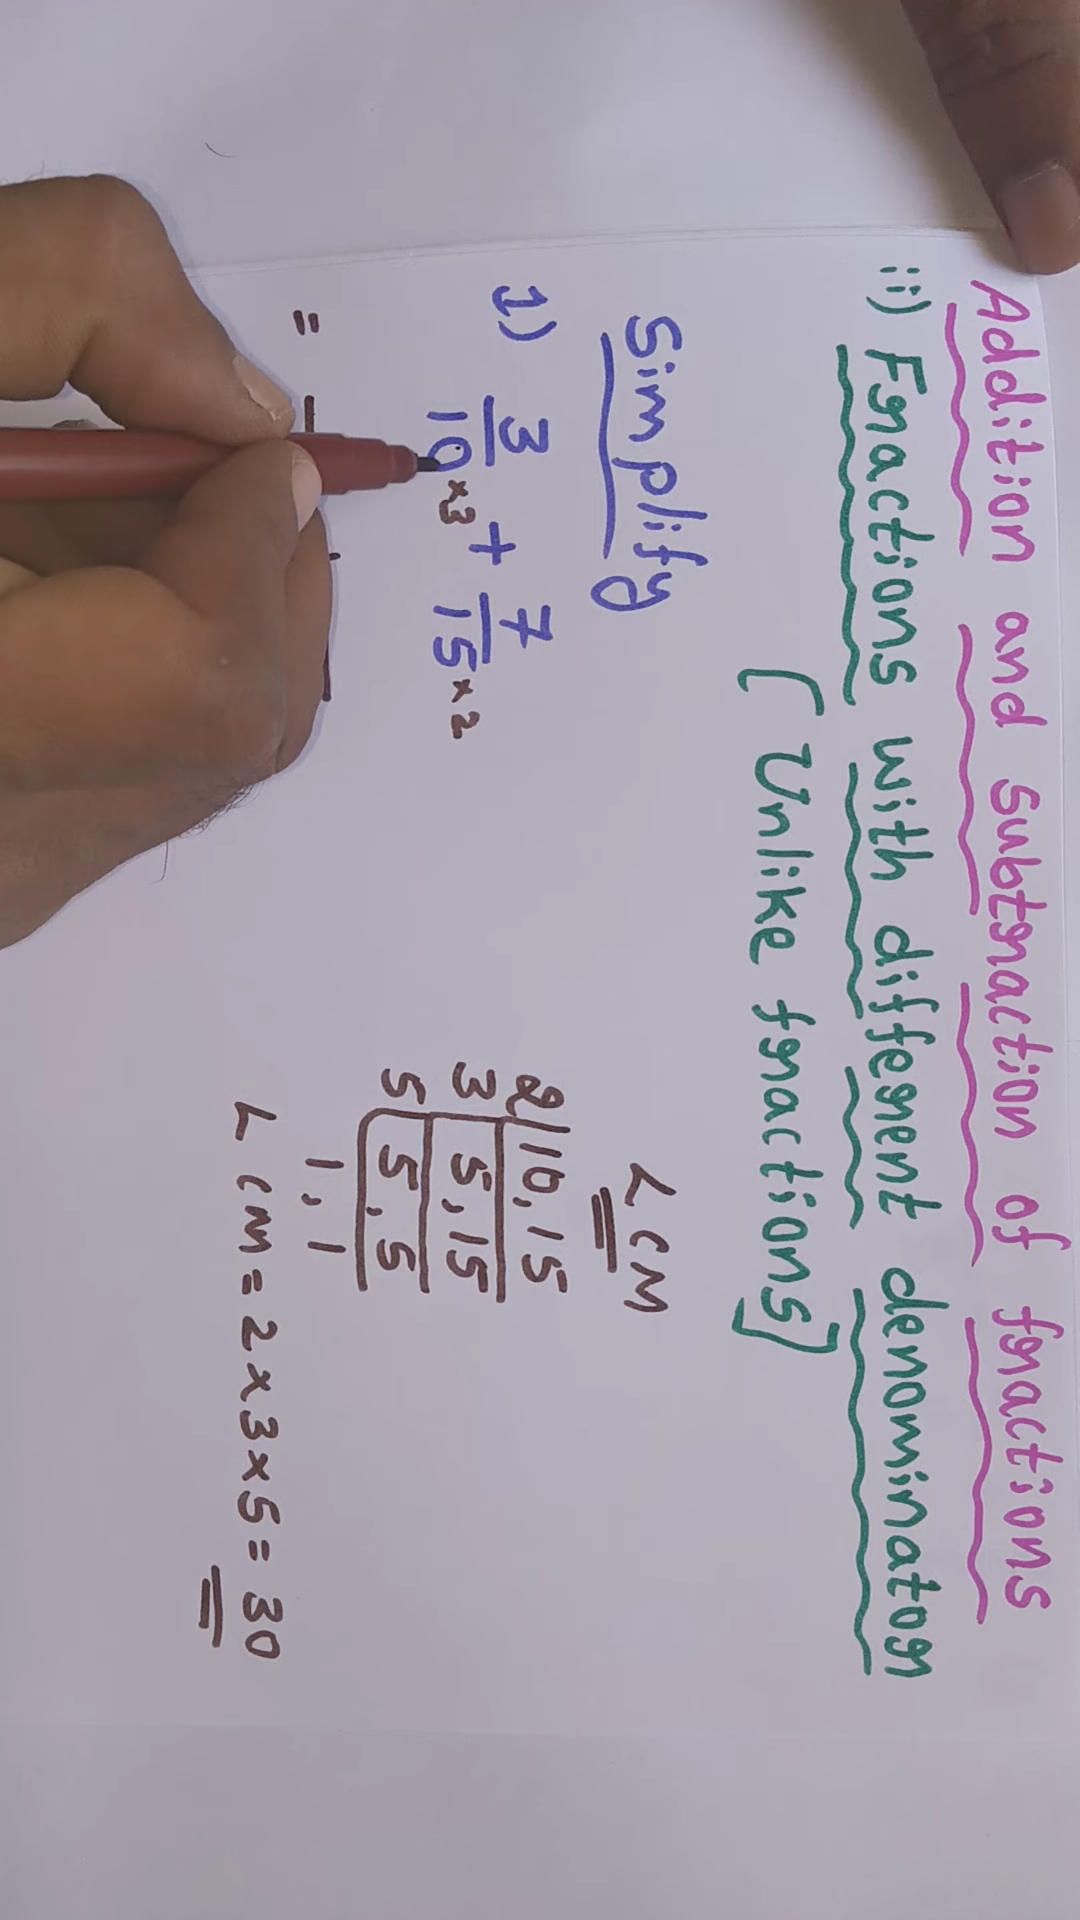 Addition and subtraction of fractions
ii) Fractions with different denominator
[Unlike fractions]
Simplify
1) 3/10 ×3 + 7/15 ×2
=
LCM
2 | 10, 15
3 | 5, 15
5 | 5, 5
1, 1
LCM = 2 × 3 × 5 = 30